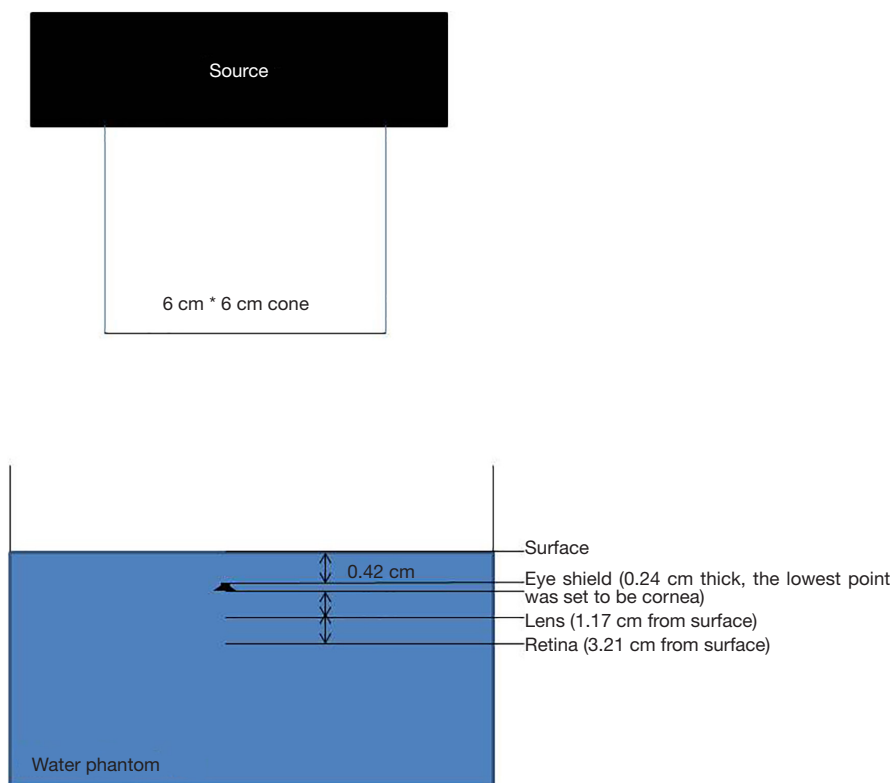 Source
6 cm * 6 cm cone
Surface
0.42 cm
Eye shield (0.24 cm thick, the lowest point
was set to be cornea)
Lens (1.17 cm from surface)
Retina (3.21 cm from surface)
Water phantom